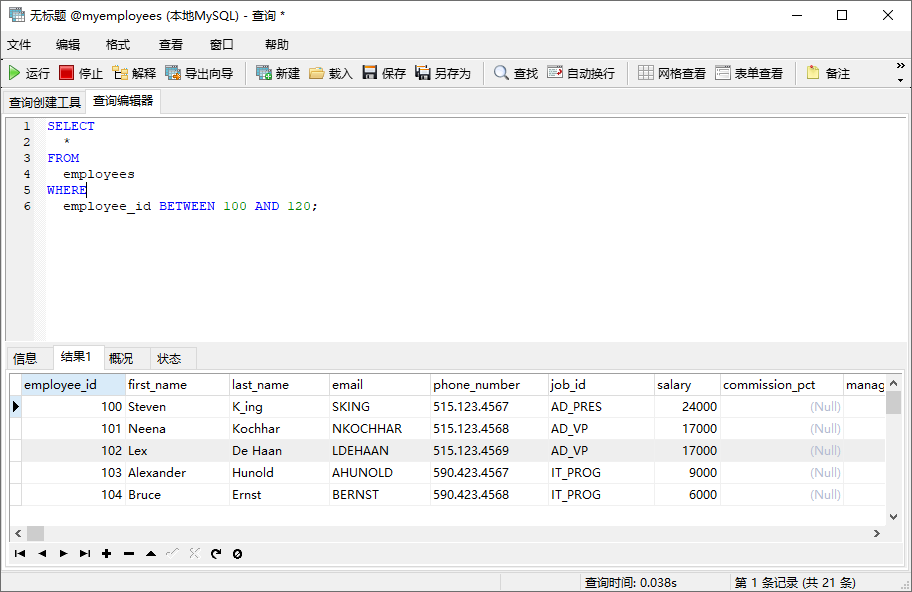 无标题 @myemployees (本地MySQL) - 查询 *
文件 编辑 格式 查看 窗口 帮助
运行 停止 解释 导出向导 新建 载入 保存 另存为 查找 自动换行 网格查看 表单查看 备注
查询创建工具 查询编辑器
1 SELECT
2 *
3 FROM
4 employees
5 WHERE
6 employee_id BETWEEN 100 AND 120;
信息 结果1 概况 状态
employee_id first_name last_name email phone_number job_id salary commission_pct manag
100 Steven K_ing SKING 515.123.4567 AD_PRES 24000 (Null)
101 Neena Kochhar NKOCHHAR 515.123.4568 AD_VP 17000 (Null)
102 Lex De Haan LDEHAAN 515.123.4569 AD_VP 17000 (Null)
103 Alexander Hunold AHUNOLD 590.423.4567 IT_PROG 9000 (Null)
104 Bruce Ernst BERNST 590.423.4568 IT_PROG 6000 (Null)
查询时间: 0.038s 第 1 条记录 (共 21 条)